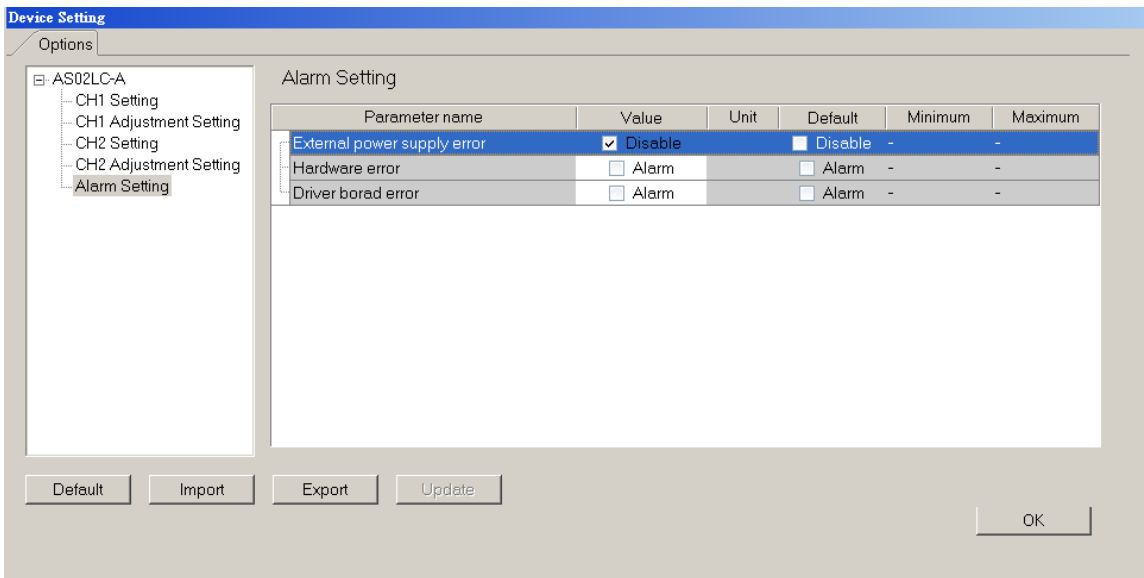 Device Setting
Options
AS02LC-A
CH1 Setting
CH1 Adjustment Setting
CH2 Setting
CH2 Adjustment Setting
Alarm Setting
Alarm Setting
Parameter name Value Unit Default Minimum Maximum
External power supply error Disable Disable - -
Hardware error Alarm Alarm - -
Driver borad error Alarm Alarm - -
Default Import Export Update
OK